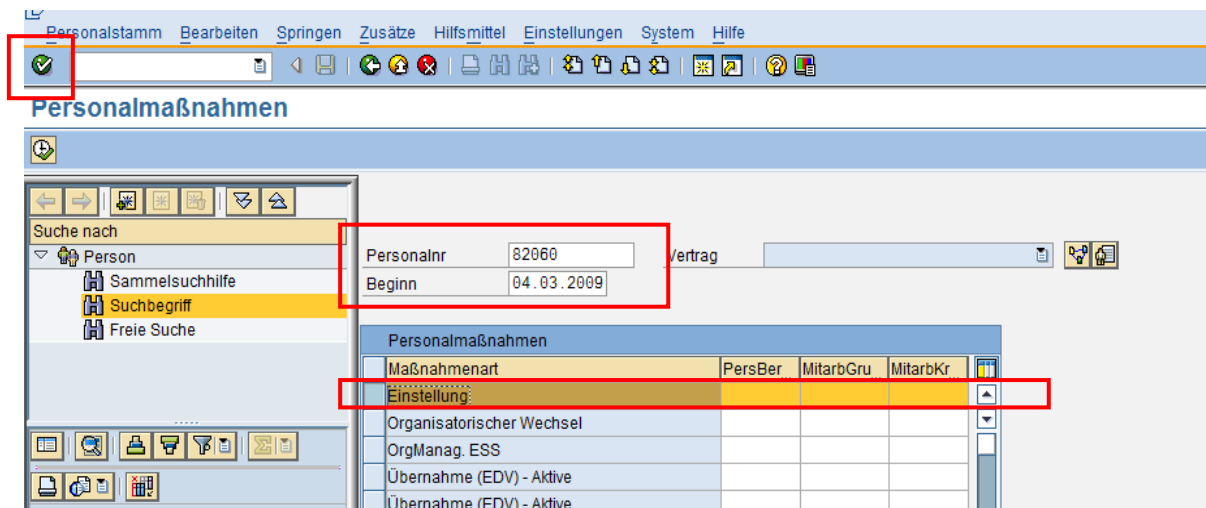 Personalstamm Bearbeiten Springen Zusätze Hilfsmittel Einstellungen System Hilfe
Personalmaßnahmen
Suche nach
Person
Sammelsuchhilfe
Suchbegriff
Freie Suche
Personalnr 82060 Vertrag
Beginn 04.03.2009
Personalmaßnahmen
Maßnahmenart PersBer... MitarbGru... MitarbKr...
Einstellung
Organisatorischer Wechsel
OrgManag. ESS
Übernahme (EDV) - Aktive
Übernahme (EDV) - Aktive